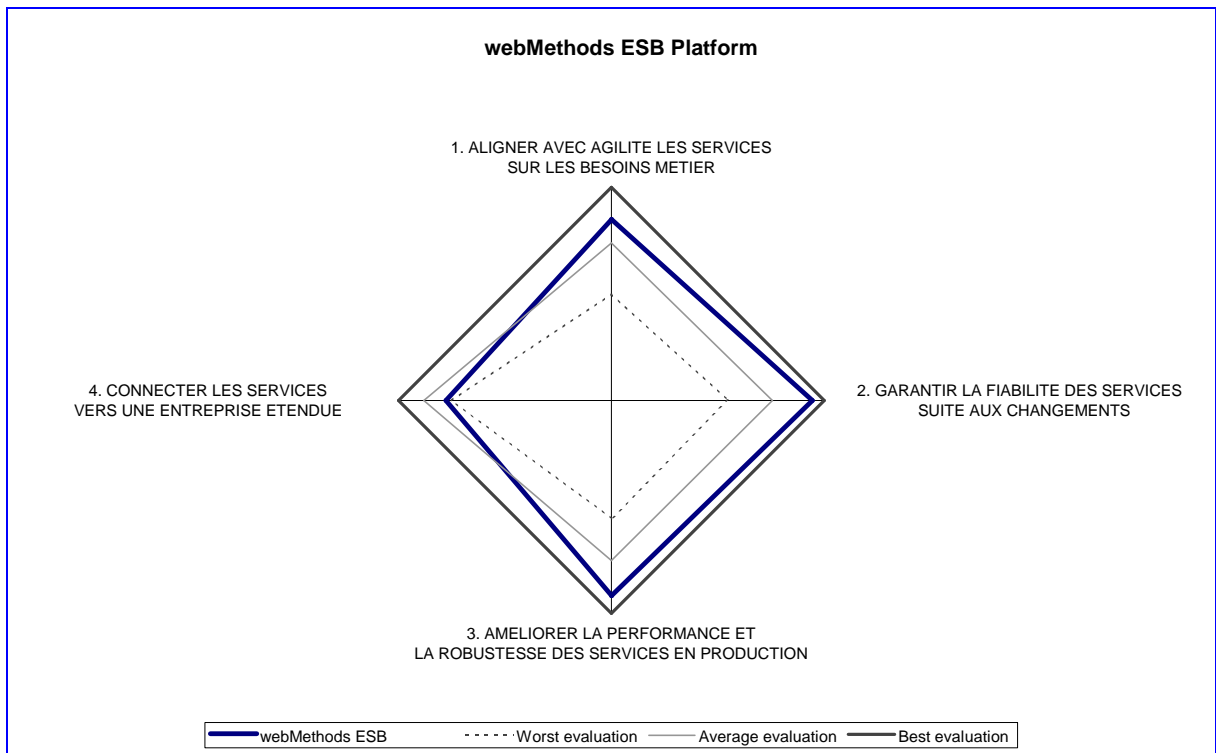 webMethods ESB Platform
1. ALIGNER AVEC AGILITE LES SERVICES
SUR LES BESOINS METIER
4. CONNECTER LES SERVICES
VERS UNE ENTREPRISE ETENDUE
2. GARANTIR LA FIABILITE DES SERVICES
SUITE AUX CHANGEMENTS
3. AMELIORER LA PERFORMANCE ET
LA ROBUSTESSE DES SERVICES EN PRODUCTION
webMethods ESB Worst evaluation Average evaluation Best evaluation